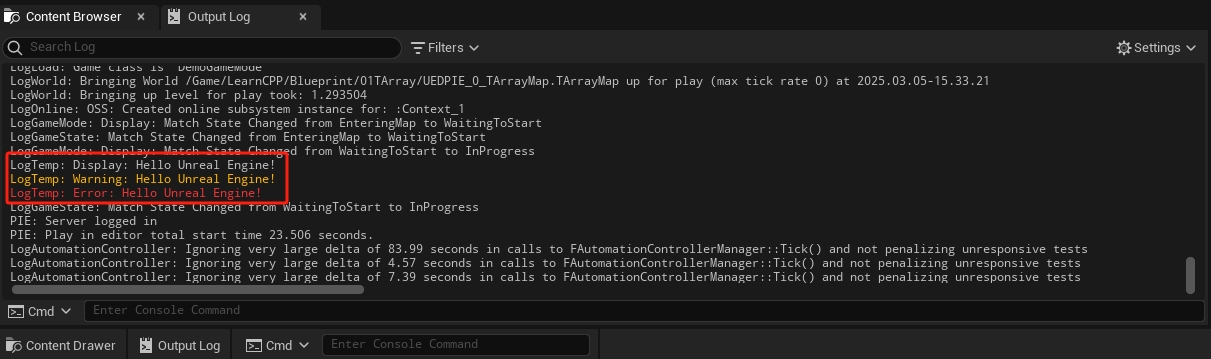 Content Browser
Output Log
Search Log
Filters
Settings
LogLoad: Game class is 'DemoGameMode'
LogWorld: Bringing World /Game/LearnCPP/Blueprint/01TArray/UEDPIE_0_TArrayMap.TArrayMap up for play (max tick rate 0) at 2025.03.05-15.33.21
LogWorld: Bringing up level for play took: 1.293504
LogOnline: OSS: Created online subsystem instance for: :Context_1
LogGameMode: Display: Match State Changed from EnteringMap to WaitingToStart
LogGameState: Match State Changed from EnteringMap to WaitingToStart
LogGameMode: Display: Match State Changed from WaitingToStart to InProgress
LogTemp: Display: Hello Unreal Engine!
LogTemp: Warning: Hello Unreal Engine!
LogTemp: Error: Hello Unreal Engine!
LogGameState: Match State Changed from WaitingToStart to InProgress
PIE: Server logged in
PIE: Play in editor total start time 23.506 seconds.
LogAutomationController: Ignoring very large delta of 83.99 seconds in calls to FAutomationControllerManager::Tick() and not penalizing unresponsive tests
LogAutomationController: Ignoring very large delta of 4.57 seconds in calls to FAutomationControllerManager::Tick() and not penalizing unresponsive tests
LogAutomationController: Ignoring very large delta of 7.39 seconds in calls to FAutomationControllerManager::Tick() and not penalizing unresponsive tests
Cmd
Enter Console Command
Content Drawer
Output Log
Cmd
Enter Console Command